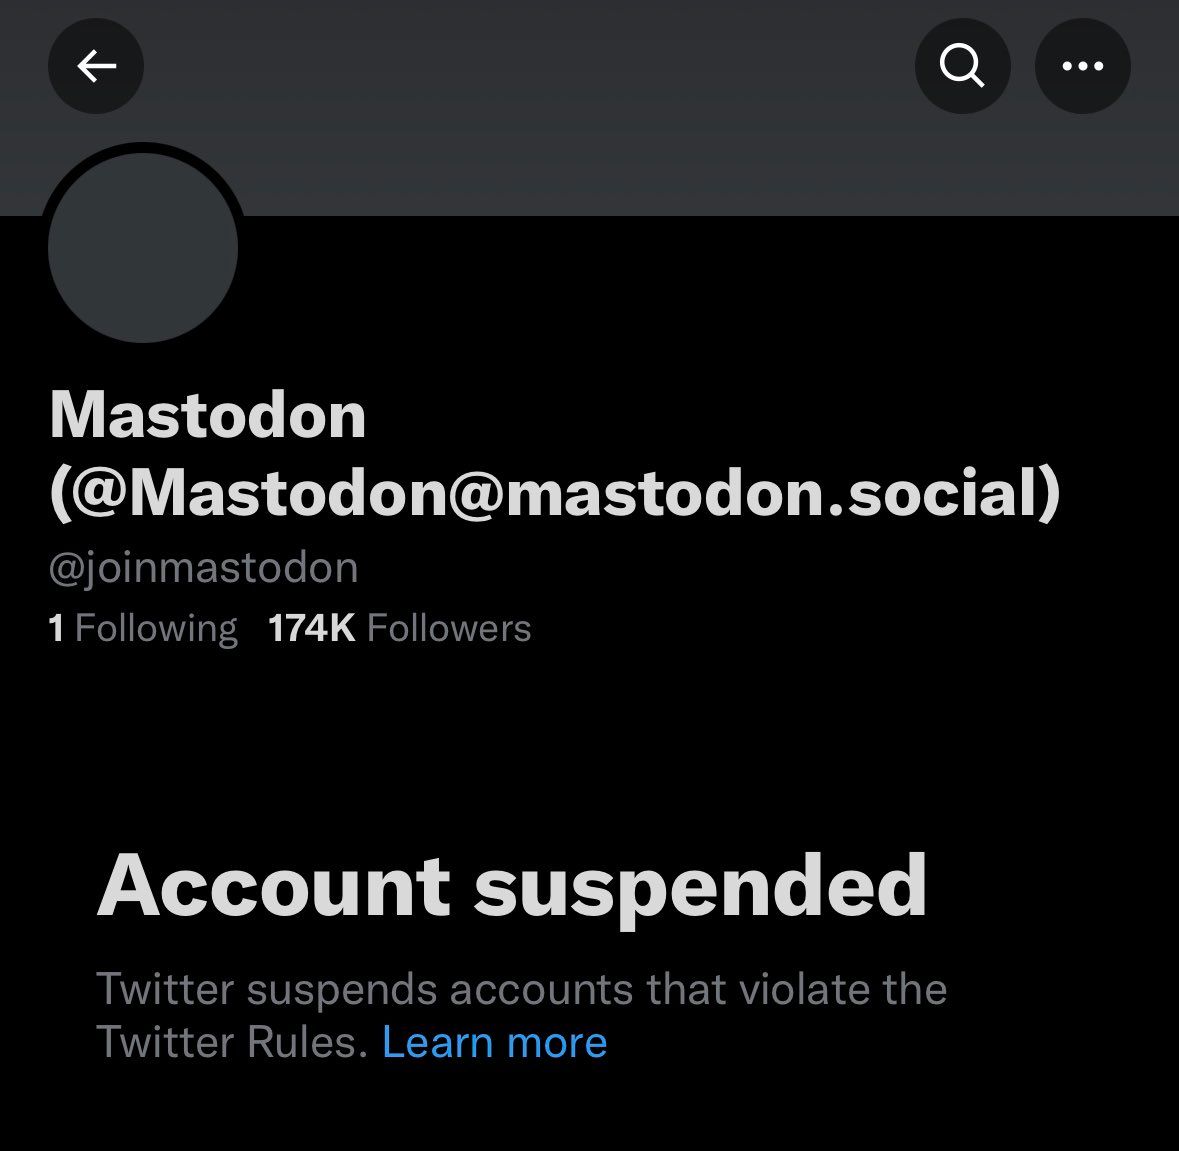 Mastodon
(@Mastodon@mastodon.social)
@joinmastodon
1 Following 174K Followers
Account suspended
Twitter suspends accounts that violate the
Twitter Rules. Learn more